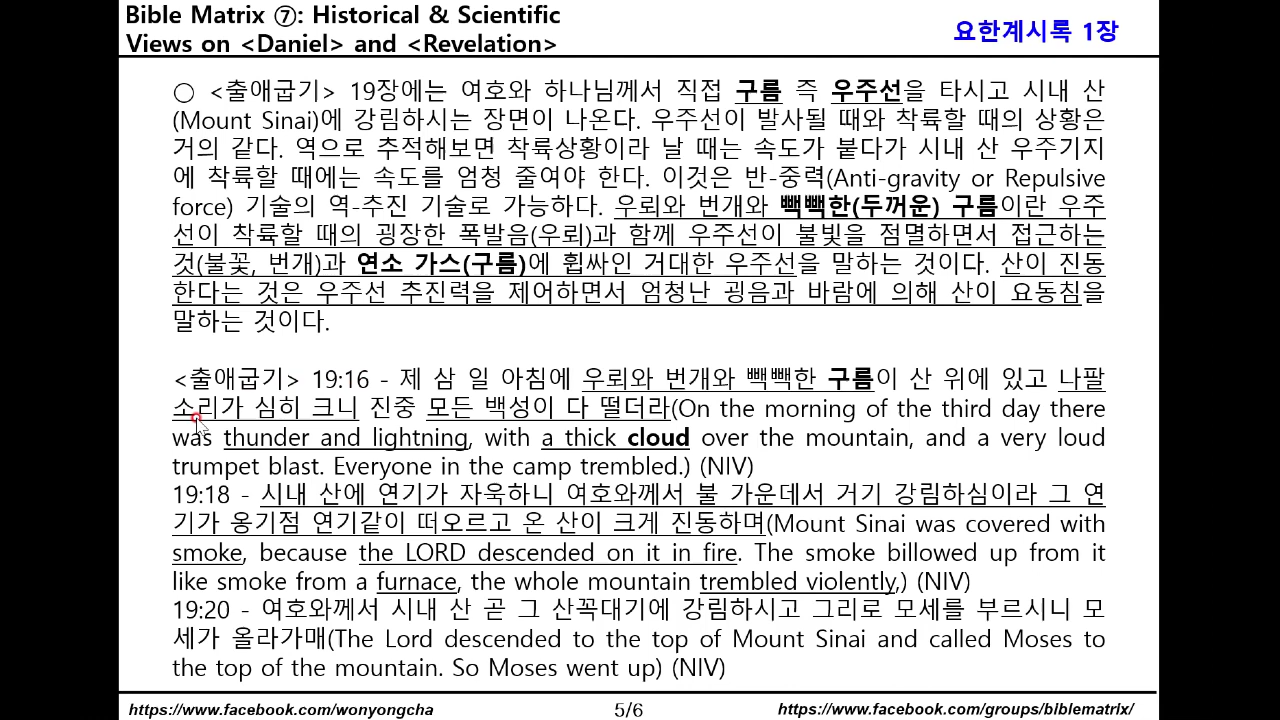 Bible Matrix ⑦: Historical & Scientific
Views on <Daniel> and <Revelation>
요한계시록 1장
○ <출애굽기> 19장에는 여호와 하나님께서 직접 구름 즉 우주선을 타시고 시내 산
(Mount Sinai)에 강림하시는 장면이 나온다. 우주선이 발사될 때와 착륙할 때의 상황은
거의 같다. 역으로 추적해보면 착륙상황이라 날 때는 속도가 붙다가 시내 산 우주기지
에 착륙할 때에는 속도를 엄청 줄여야 한다. 이것은 반-중력(Anti-gravity or Repulsive
force) 기술의 역-추진 기술로 가능하다. 우뢰와 번개와 빽빽한(두꺼운) 구름이란 우주
선이 착륙할 때의 굉장한 폭발음(우뢰)과 함께 우주선이 불빛을 점멸하면서 접근하는
것(불꽃, 번개)과 연소 가스(구름)에 휩싸인 거대한 우주선을 말하는 것이다. 산이 진동
한다는 것은 우주선 추진력을 제어하면서 엄청난 굉음과 바람에 의해 산이 요동침을
말하는 것이다.
<출애굽기> 19:16 - 제 삼 일 아침에 우뢰와 번개와 빽빽한 구름이 산 위에 있고 나팔
소리가 심히 크니 진중 모든 백성이 다 떨더라(On the morning of the third day there
was thunder and lightning, with a thick cloud over the mountain, and a very loud
trumpet blast. Everyone in the camp trembled.) (NIV)
19:18 - 시내 산에 연기가 자욱하니 여호와께서 불 가운데서 거기 강림하심이라 그 연
기가 옹기점 연기같이 떠오르고 온 산이 크게 진동하며(Mount Sinai was covered with
smoke, because the LORD descended on it in fire. The smoke billowed up from it
like smoke from a furnace, the whole mountain trembled violently,) (NIV)
19:20 - 여호와께서 시내 산 곧 그 산꼭대기에 강림하시고 그리로 모세를 부르시니 모
세가 올라가매(The Lord descended to the top of Mount Sinai and called Moses to
the top of the mountain. So Moses went up) (NIV)
https://www.facebook.com/wonyongcha
5/6
https://www.facebook.com/groups/biblematrix/